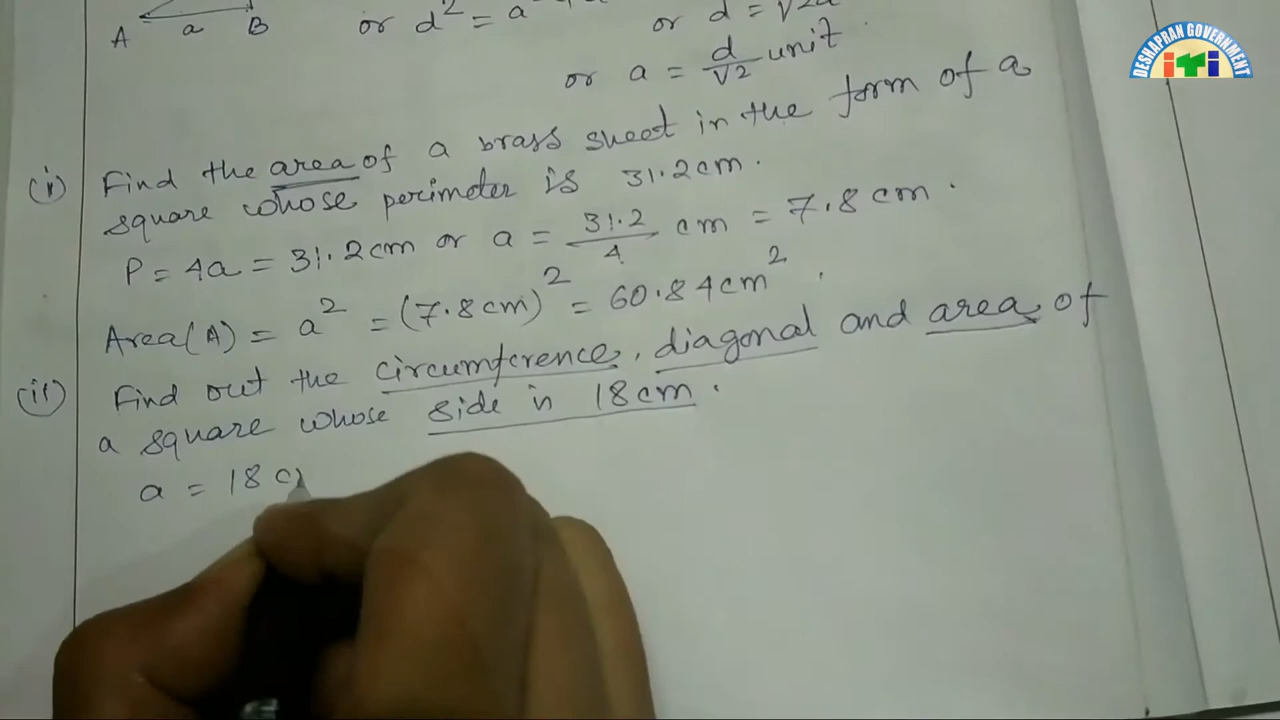 A a B or d² = a or d = √2a
or a = d/√2 unit
(i) Find the area of a brass sheet in the form of a
square whose perimeter is 31.2 cm.
P = 4a = 31.2 cm or a = 31.2/4 cm = 7.8 cm.
Area(A) = a² = (7.8 cm)² = 60.84 cm².
(ii) Find out the circumference, diagonal and area of
a square whose side is 18 cm.
a = 18 c
DESHAPRAN GOVERNMENT
iTi